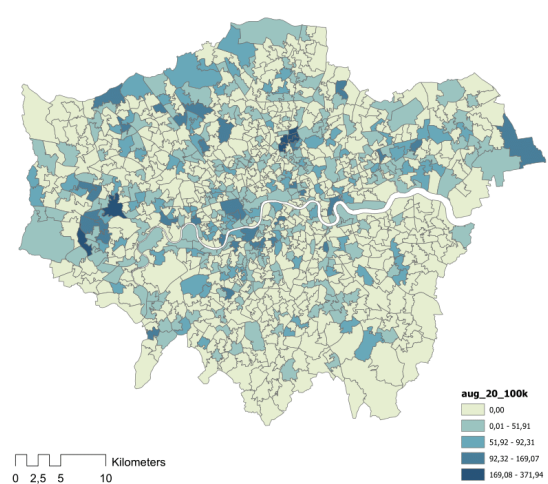 aug_20_100k
0,00
0,01 - 51,91
51,92 - 92,31
92,32 - 169,07
169,08 - 371,94
Kilometers
0 2,5 5 10